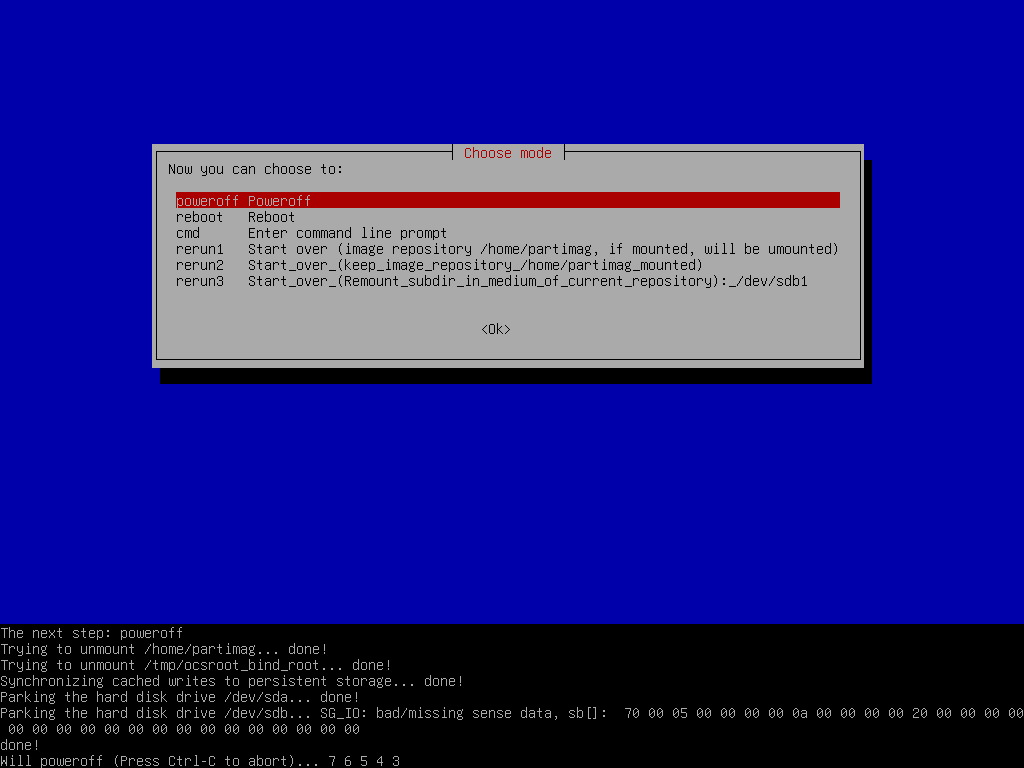 Choose mode
Now you can choose to:
poweroff Poweroff
reboot Reboot
cmd Enter command line prompt
rerun1 Start over (image repository /home/partimag, if mounted, will be umounted)
rerun2 Start_over_(keep_image_repository_/home/partimag_mounted)
rerun3 Start_over_(Remount_subdir_in_medium_of_current_repository):_/dev/sdb1
<Ok>
The next step: poweroff
Trying to unmount /home/partimag... done!
Trying to unmount /tmp/ocsroot_bind_root... done!
Synchronizing cached writes to persistent storage... done!
Parking the hard disk drive /dev/sda... done!
Parking the hard disk drive /dev/sdb... SG_IO: bad/missing sense data, sb[]:  70 00 05 00 00 00 00 0a 00 00 00 00 20 00 00 00 00
00 00 00 00 00 00 00 00 00 00 00 00 00 00 00
done!
Will poweroff (Press Ctrl-C to abort)... 7 6 5 4 3